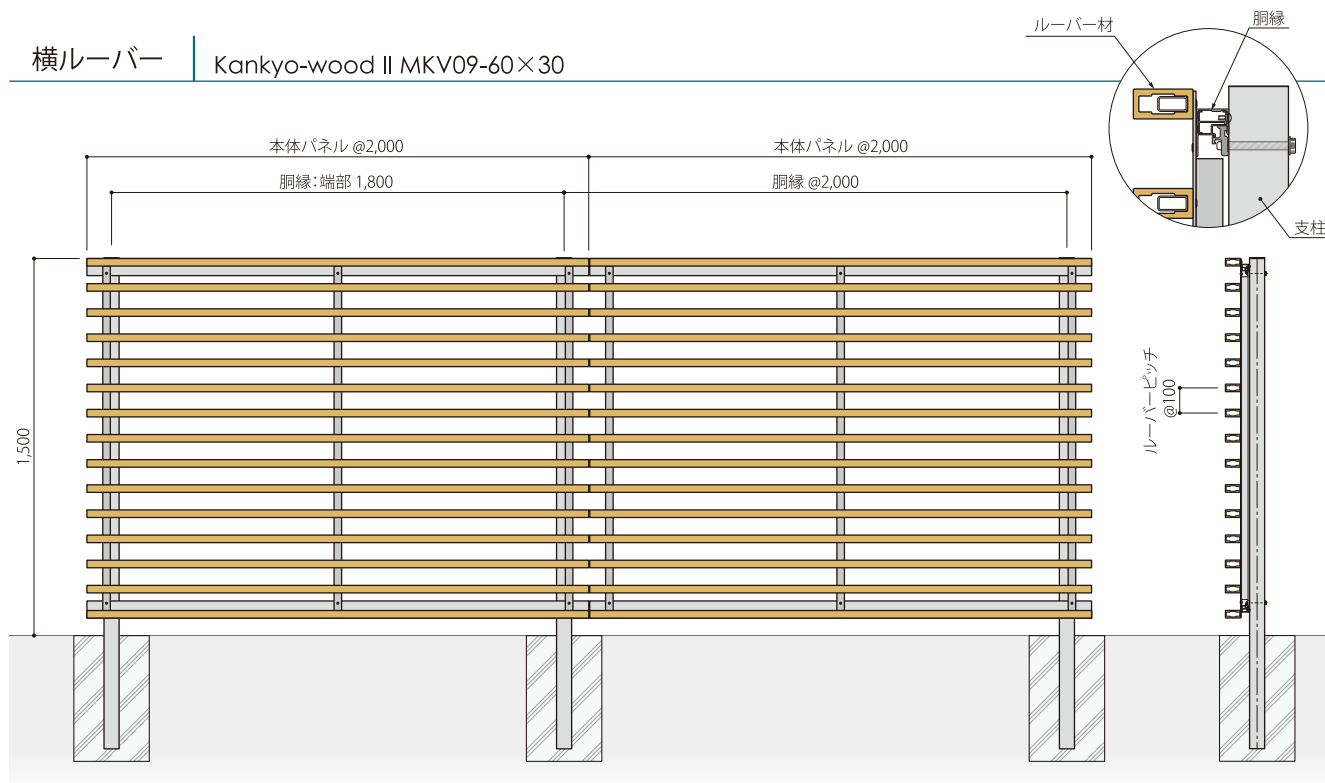 横ルーバー
Kankyo-wood II MKV09-60×30
ルーバー材
胴縁
支柱
本体パネル @2,000
本体パネル @2,000
胴縁：端部 1,800
胴縁 @2,000
1,500
ルーバーピッチ
@100